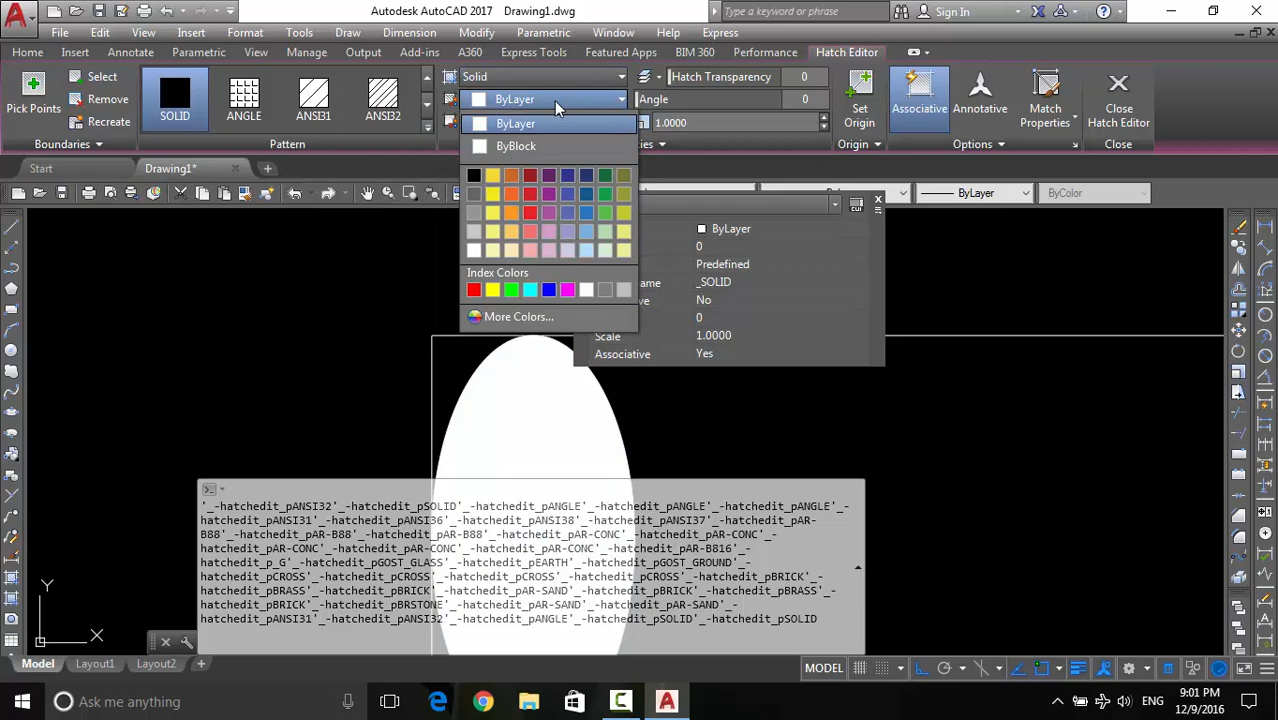 Autodesk AutoCAD 2017 Drawing1.dwg
Type a keyword or phrase
Sign In
File Edit View Insert Format Tools Draw Dimension Modify Parametric Window Help Express
Home Insert Annotate Parametric View Manage Output Add-ins A360 Express Tools Featured Apps BIM 360 Performance Hatch Editor
Pick Points
Select
Remove
Recreate
Boundaries
SOLID ANGLE ANSI31 ANSI32
Pattern
Solid
ByLayer
Hatch Transparency 0
Angle 0
1.0000
Set Origin
Origin
Associative
Annotative
Match Properties
Options
Close Hatch Editor
Close
ByLayer
ByBlock
Index Colors
More Colors...
Start Drawing1*
ByLayer
ByColor
ByLayer
0
Predefined
_SOLID
No
0
Scale 1.0000
Associative Yes
'_-hatchedit_pANSI32'_-hatchedit_pSOLID'_-hatchedit_pANGLE'_-hatchedit_pANGLE'_-hatchedit_pANGLE'_-
hatchedit_pANSI31'_-hatchedit_pANSI36'_-hatchedit_pANSI38'_-hatchedit_pANSI37'_-hatchedit_pAR-
B88'_-hatchedit_pAR-B88'_-hatchedit_pAR-B88'_-hatchedit_pAR-CONC'_-hatchedit_pAR-CONC'_-
hatchedit_pAR-CONC'_-hatchedit_pAR-CONC'_-hatchedit_pAR-CONC'_-hatchedit_pAR-B816'_-
hatchedit_p_G'_-hatchedit_pGOST_GLASS'_-hatchedit_pEARTH'_-hatchedit_pGOST_GROUND'_-
hatchedit_pCROSS'_-hatchedit_pCROSS'_-hatchedit_pCROSS'_-hatchedit_pCROSS'_-hatchedit_pBRICK'_-
hatchedit_pBRASS'_-hatchedit_pBRICK'_-hatchedit_pAR-SAND'_-hatchedit_pBRICK'_-hatchedit_pBRASS'_-
hatchedit_pBRICK'_-hatchedit_pBRSTONE'_-hatchedit_pAR-SAND'_-hatchedit_pAR-SAND'_-
hatchedit_pANSI31'_-hatchedit_pANSI32'_-hatchedit_pANGLE'_-hatchedit_pSOLID'_-hatchedit_pSOLID
Y
X
Model Layout1 Layout2
MODEL
Ask me anything
ENG
9:01 PM
12/9/2016